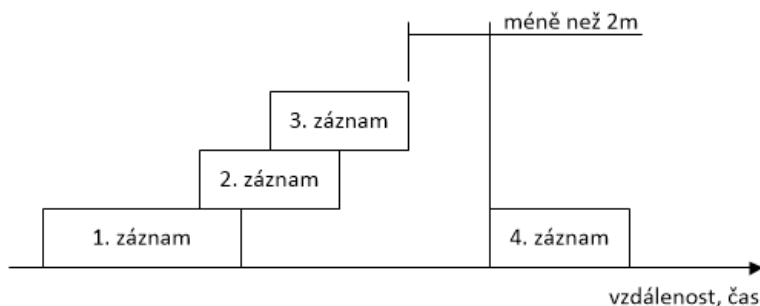 méně než 2m
3. záznam
2. záznam
1. záznam
4. záznam
vzdálenost, čas